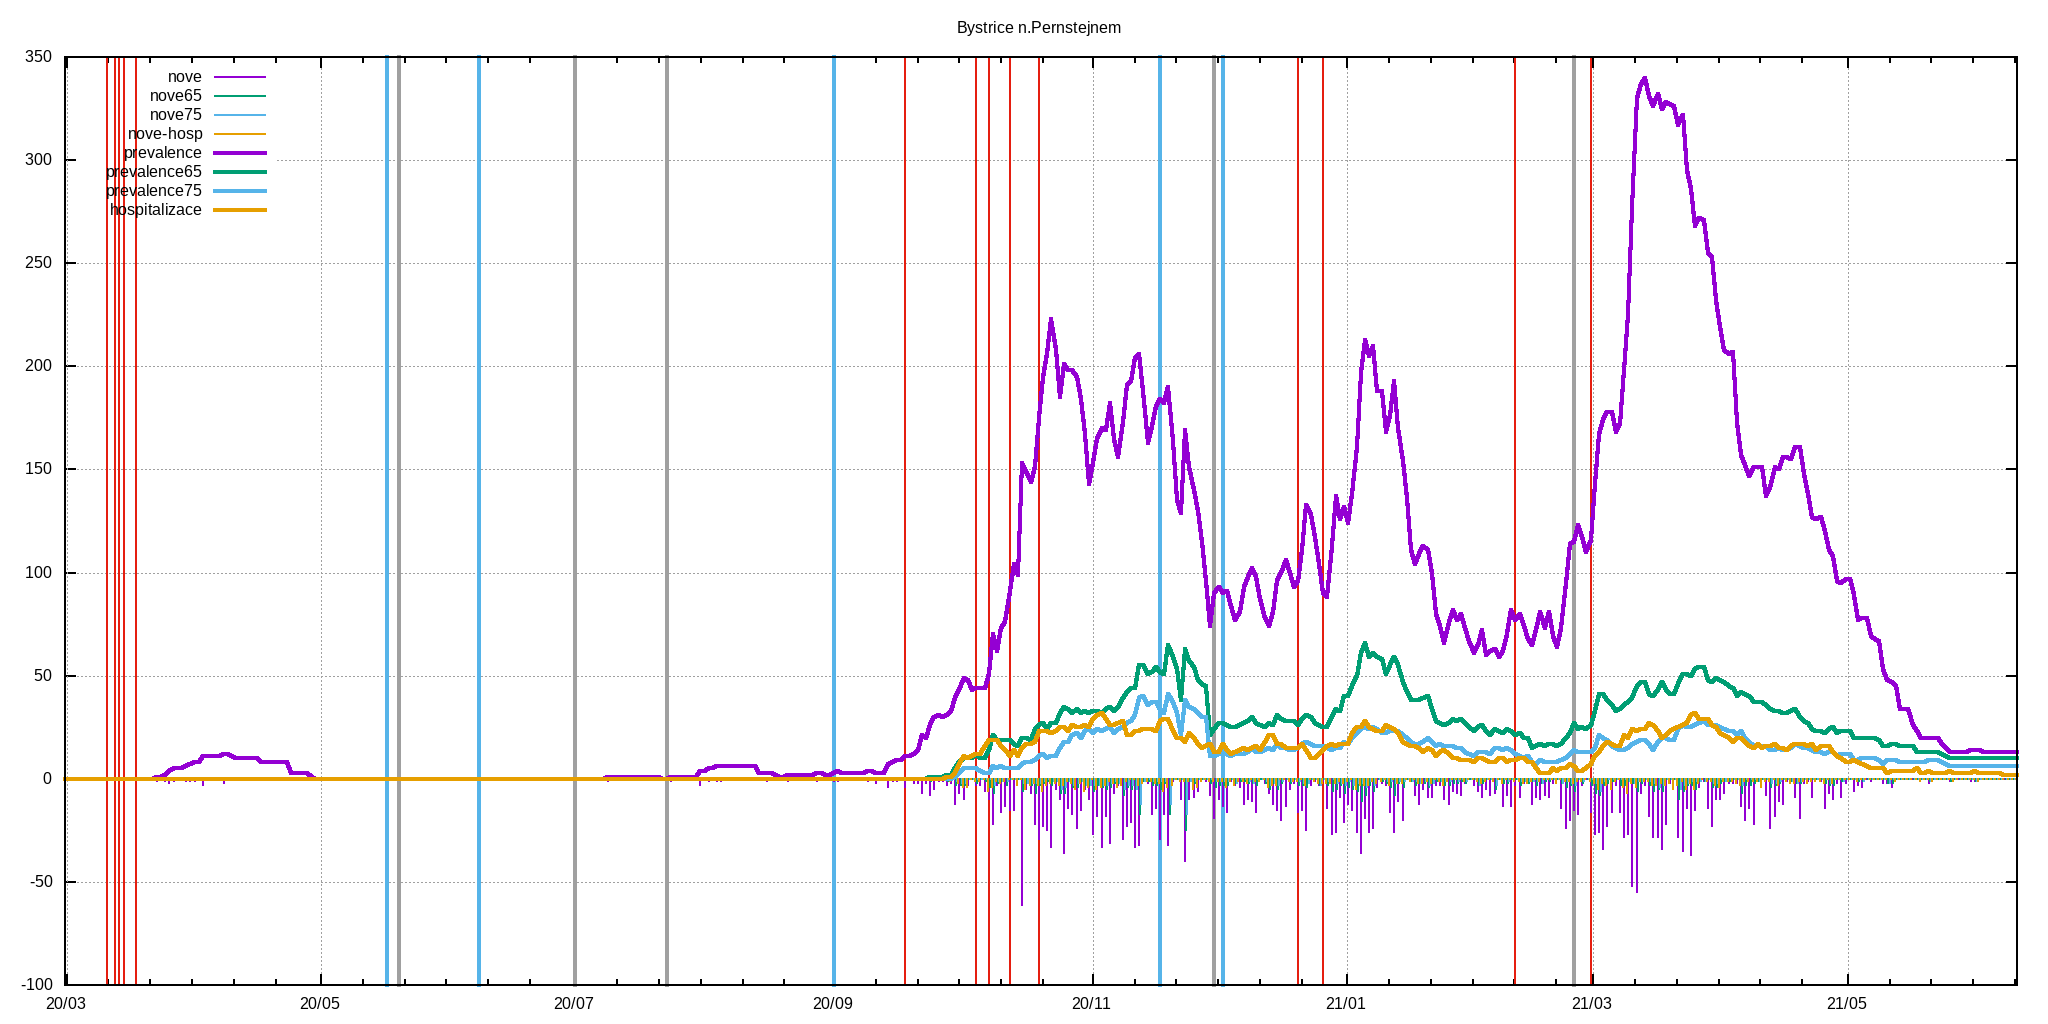 Bystrice n.Pernstejnem
350
300
250
200
150
100
50
0
-50
-100
nove
nove65
nove75
nove-hosp
prevalence
prevalence65
prevalence75
hospitalizace
20/03 20/05 20/07 20/09 20/11 21/01 21/03 21/05